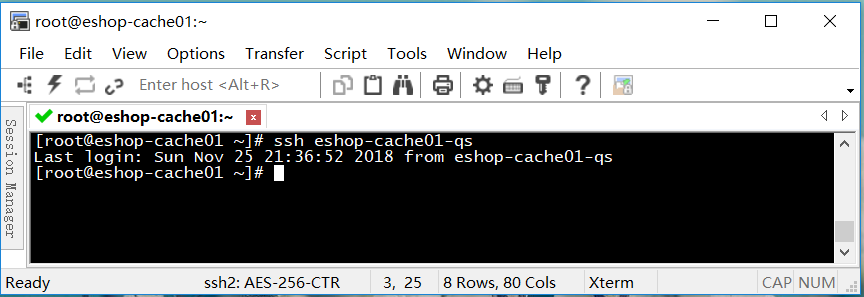 root@eshop-cache01:~
File Edit View Options Transfer Script Tools Window Help
Enter host <Alt+R>
root@eshop-cache01:~
Session Manager
[root@eshop-cache01 ~]# ssh eshop-cache01-qs
Last login: Sun Nov 25 21:36:52 2018 from eshop-cache01-qs
[root@eshop-cache01 ~]#
Ready ssh2: AES-256-CTR 3, 25 8 Rows, 80 Cols Xterm CAP NUM